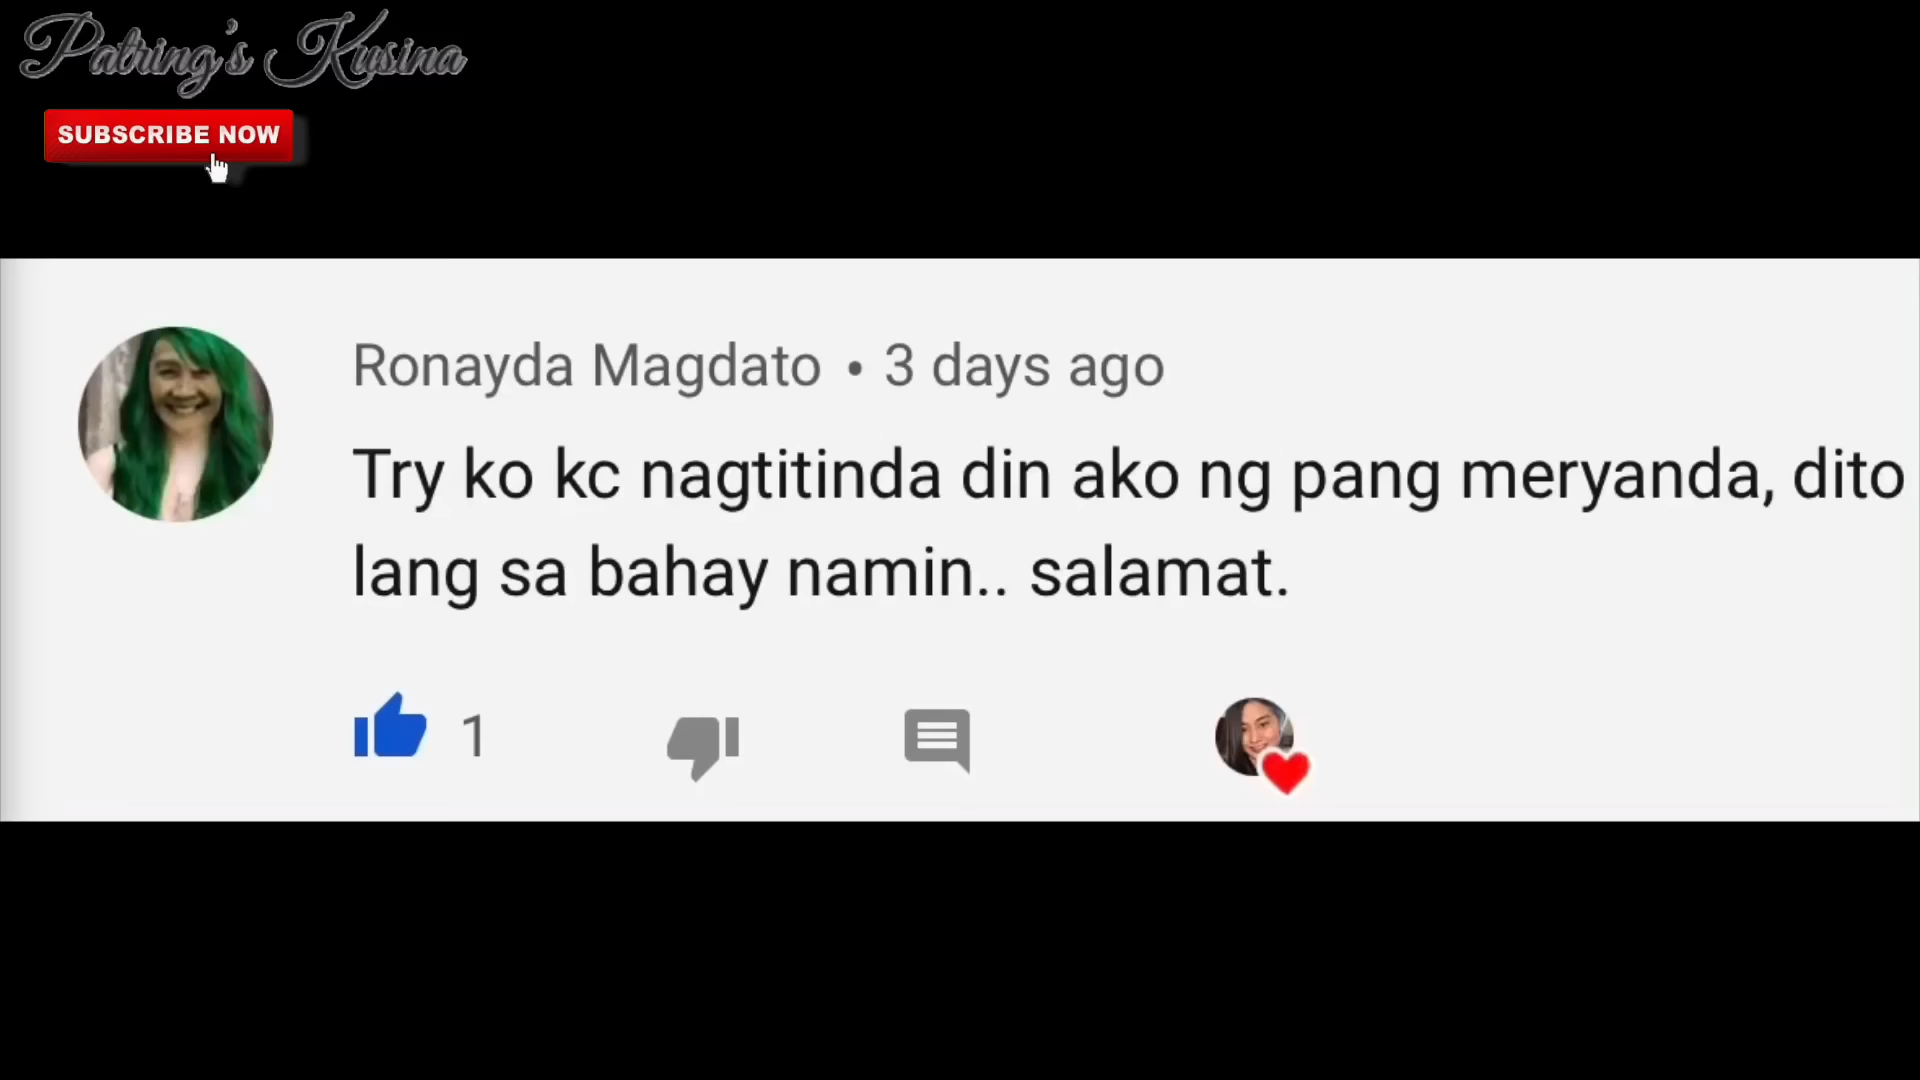 Patring's Kusina
SUBSCRIBE NOW
Ronayda Magdato • 3 days ago
Try ko kc nagtitinda din ako ng pang meryanda, dito
lang sa bahay namin.. salamat.
1